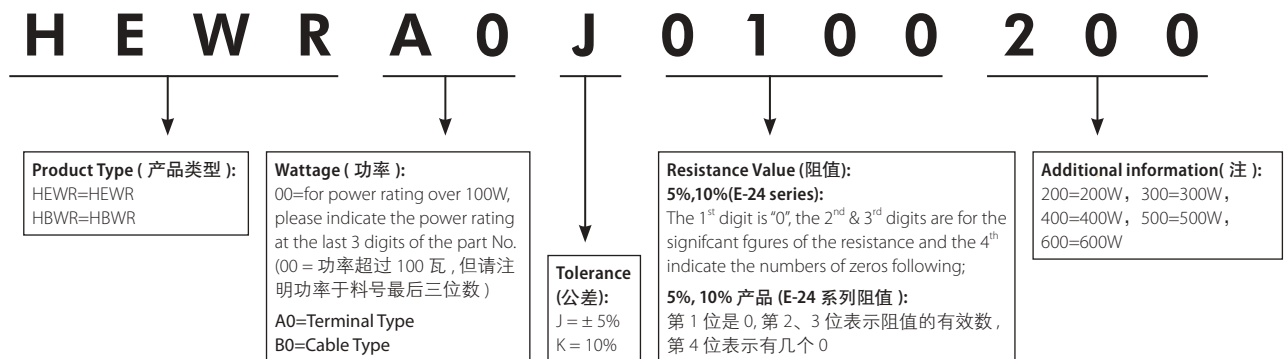 H E W R A 0 J 0 1 0 0 2 0 0
Product Type ( 产品类型 ):
HEWR=HEWR
HBWR=HBWR
Wattage ( 功率 ):
00=for power rating over 100W,
please indicate the power rating
at the last 3 digits of the part No.
(00 = 功率超过 100 瓦 , 但请注
明功率于料号最后三位数 )
A0=Terminal Type
B0=Cable Type
Tolerance
(公差):
J = ± 5%
K = 10%
Resistance Value (阻值):
5%,10%(E-24 series):
The 1st digit is "0", the 2nd & 3rd digits are for the
signifcant fgures of the resistance and the 4th
indicate the numbers of zeros following;
5%, 10% 产品 (E-24 系列阻值 ):
第 1 位是 0, 第 2、3 位表示阻值的有效数 ,
第 4 位表示有几个 0
Additional information( 注 ):
200=200W，300=300W，
400=400W，500=500W，
600=600W